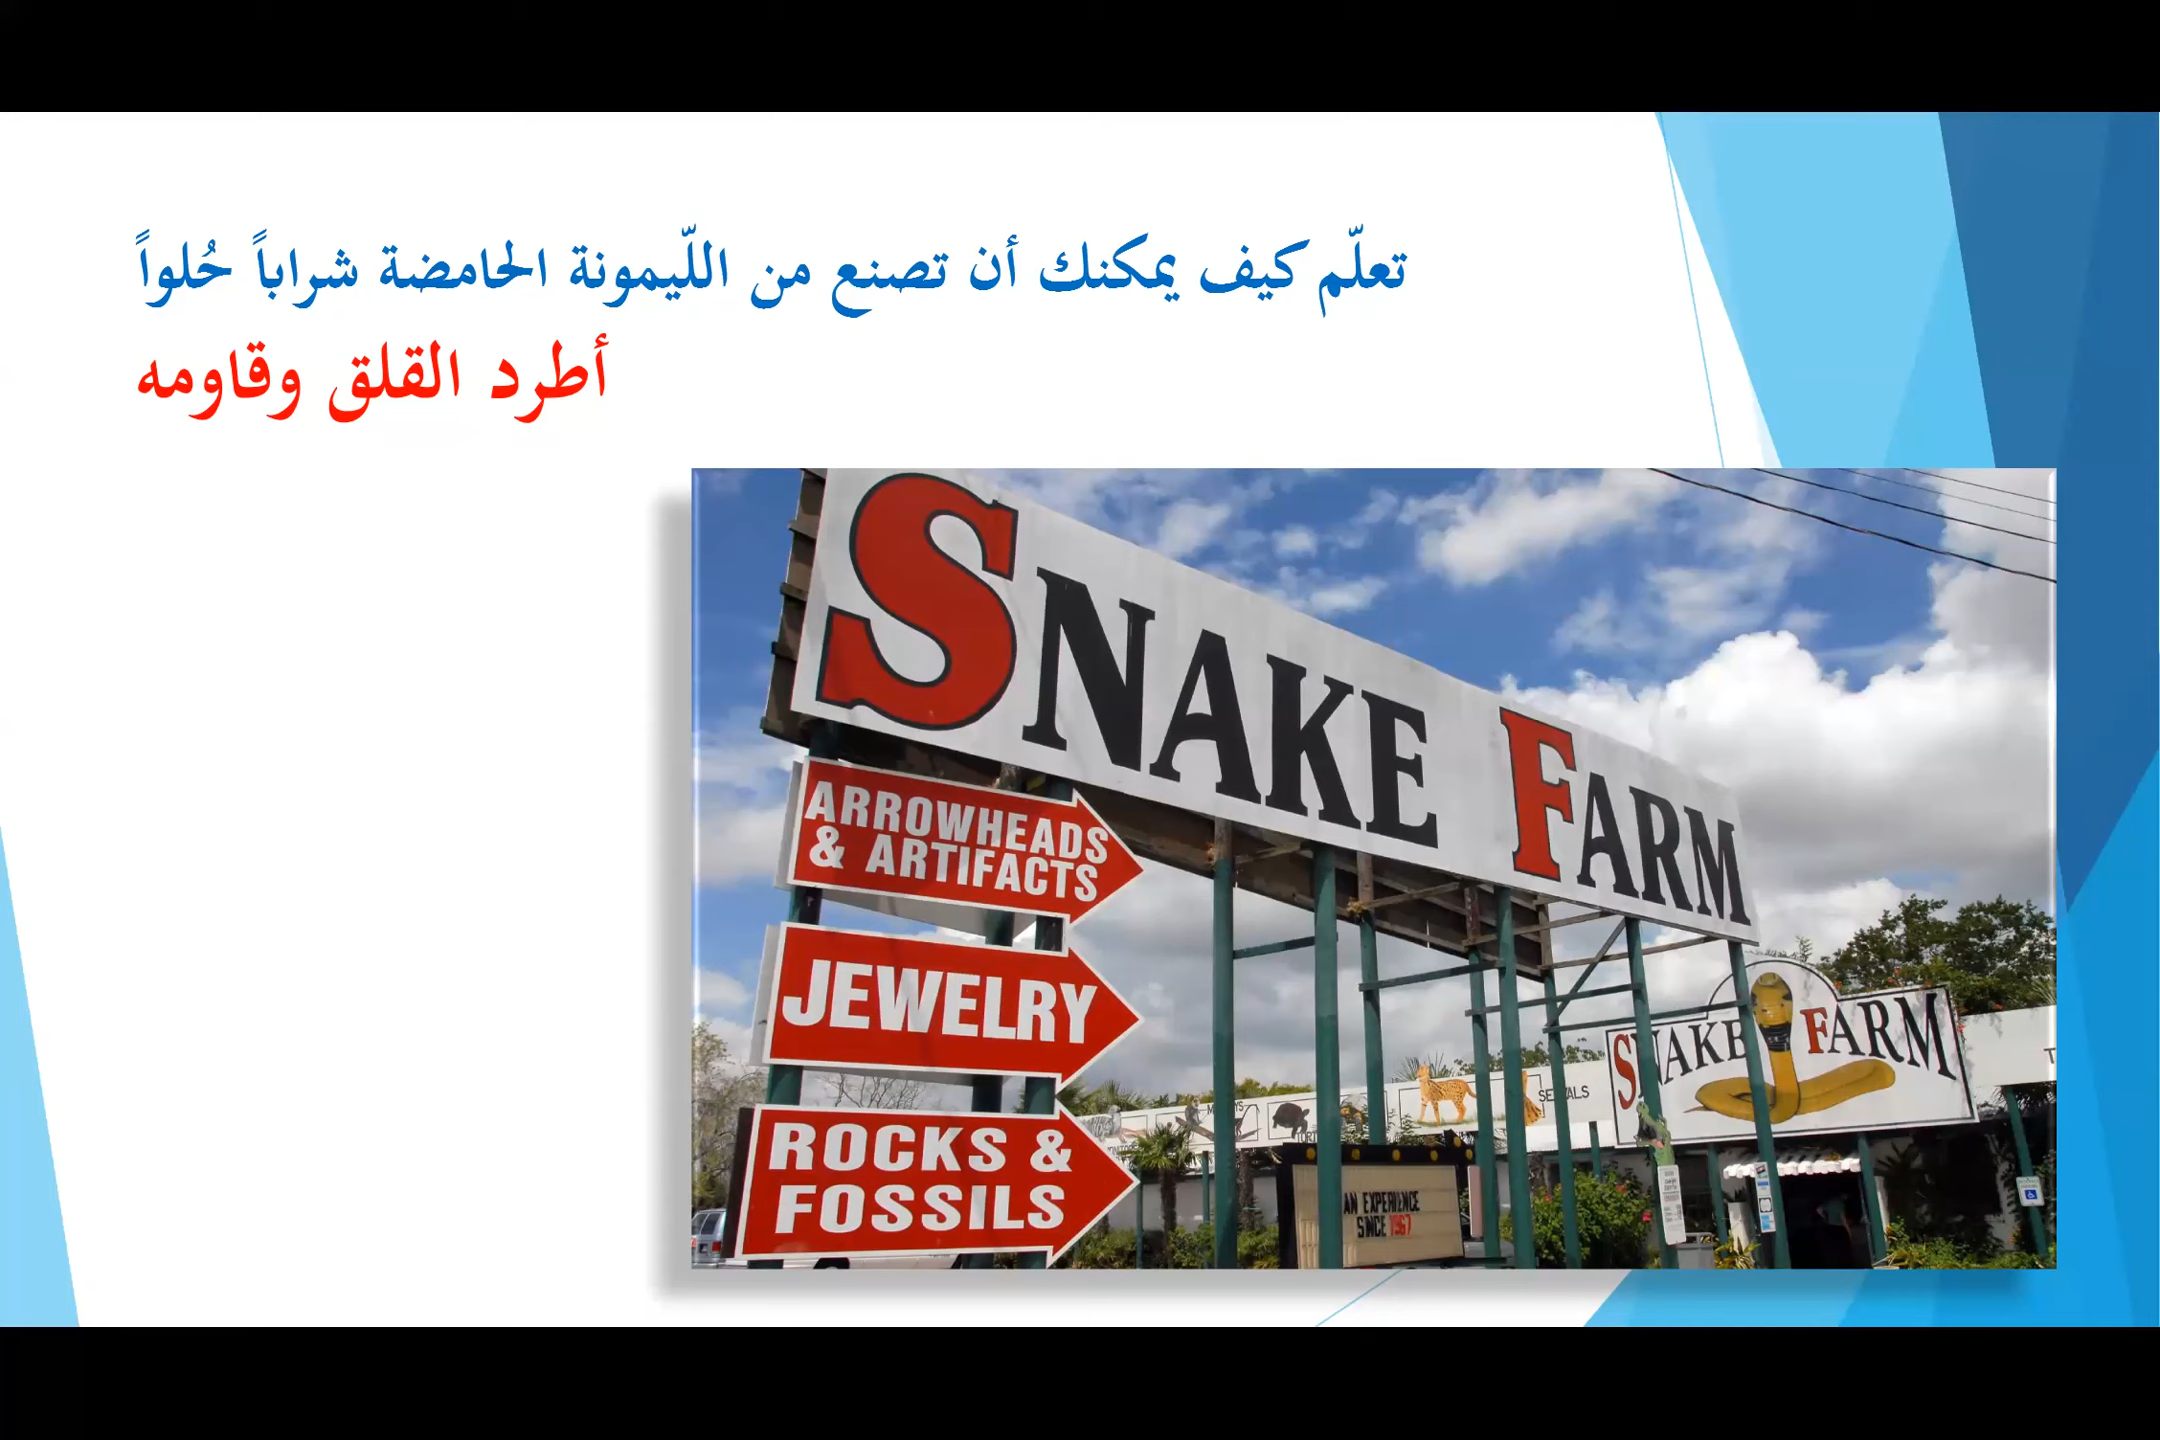 تعلّم كيف يمكنك أن تصنع من اللّيمونة الحامضة شراباً حُلواً
أطرد القلق وقاومه
SNAKE FARM
ARROWHEADS
& ARTIFACTS
JEWELRY
ROCKS &
FOSSILS
SNAKE FARM
AN EXPERIENCE
SINCE 1967